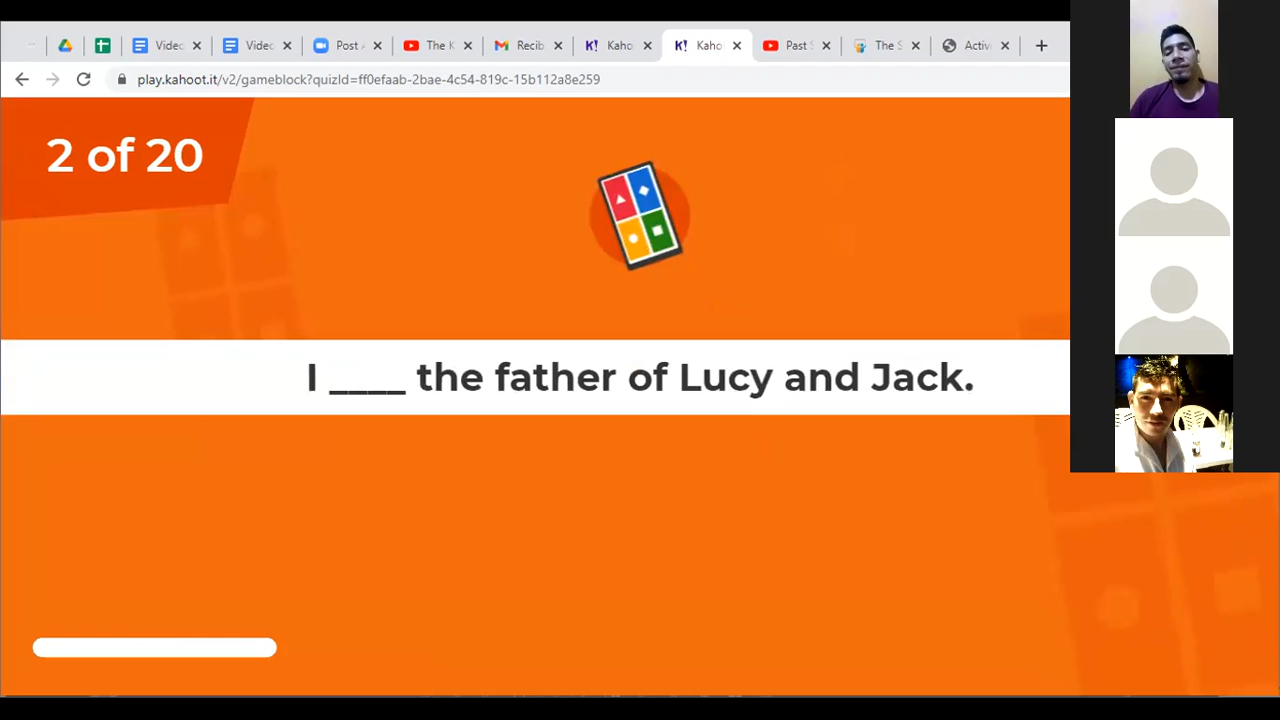 Video
Video
Post A
The K
Recib
K! Kaho
K! Kaho
Past S
The S
Activi
play.kahoot.it/v2/gameblock?quizId=ff0efaab-2bae-4c54-819c-15b112a8e259
2 of 20
I ____ the father of Lucy and Jack.